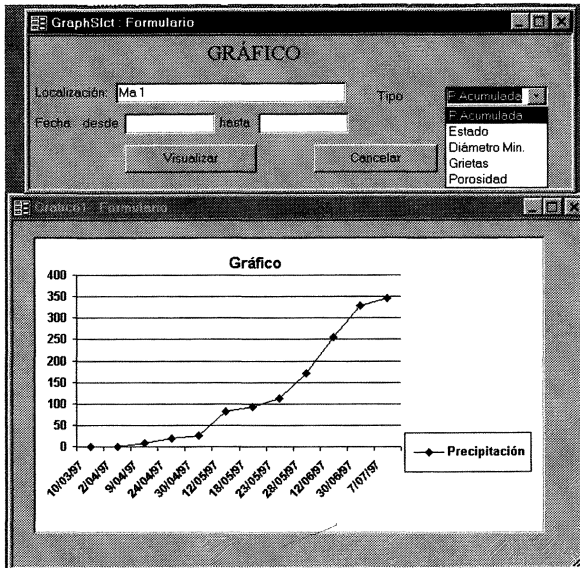 GraphSlct : Formulario
GRÁFICO
Localización: Ma 1
Tipo
P.Acumulada
Fecha: desde
hasta
P.Acumulada
Estado
Diámetro Min.
Grietas
Porosidad
Visualizar
Cancelar
Grafico1 : Formulario
Gráfico
400
350
300
250
200
150
100
50
0
10/03/97
2/04/97
9/04/97
24/04/97
30/04/97
12/05/97
18/05/97
23/05/97
28/05/97
12/06/97
30/06/97
7/07/97
Precipitación